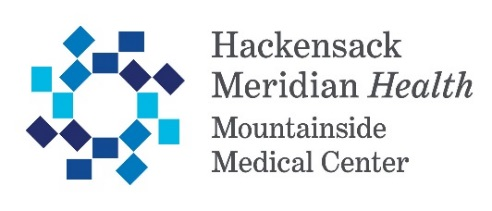 Hackensack
Meridian Health
Mountainside
Medical Center